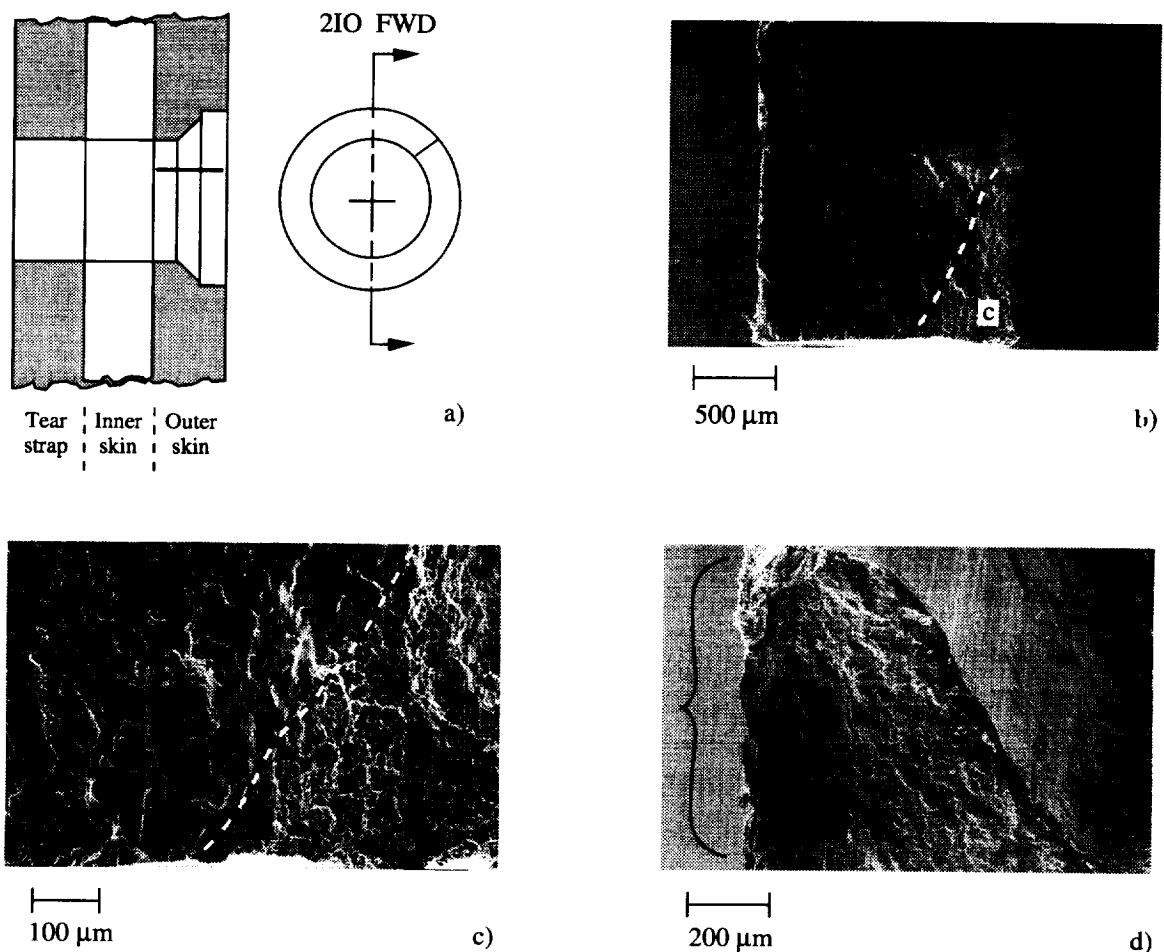 2IO FWD
Tear strap
Inner skin
Outer skin
a)
c
500 µm
b)
100 µm
c)
200 µm
d)